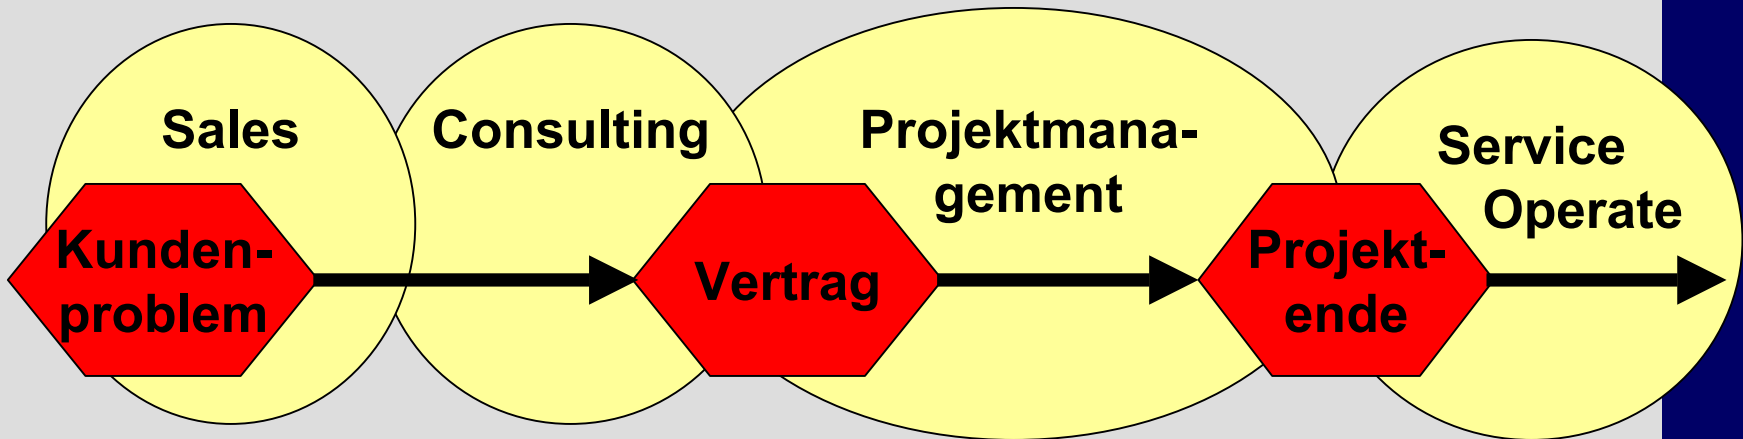 Sales
Consulting
Projektmana-
gement
Service
Operate
Kunden-
problem
Vertrag
Projekt-
ende